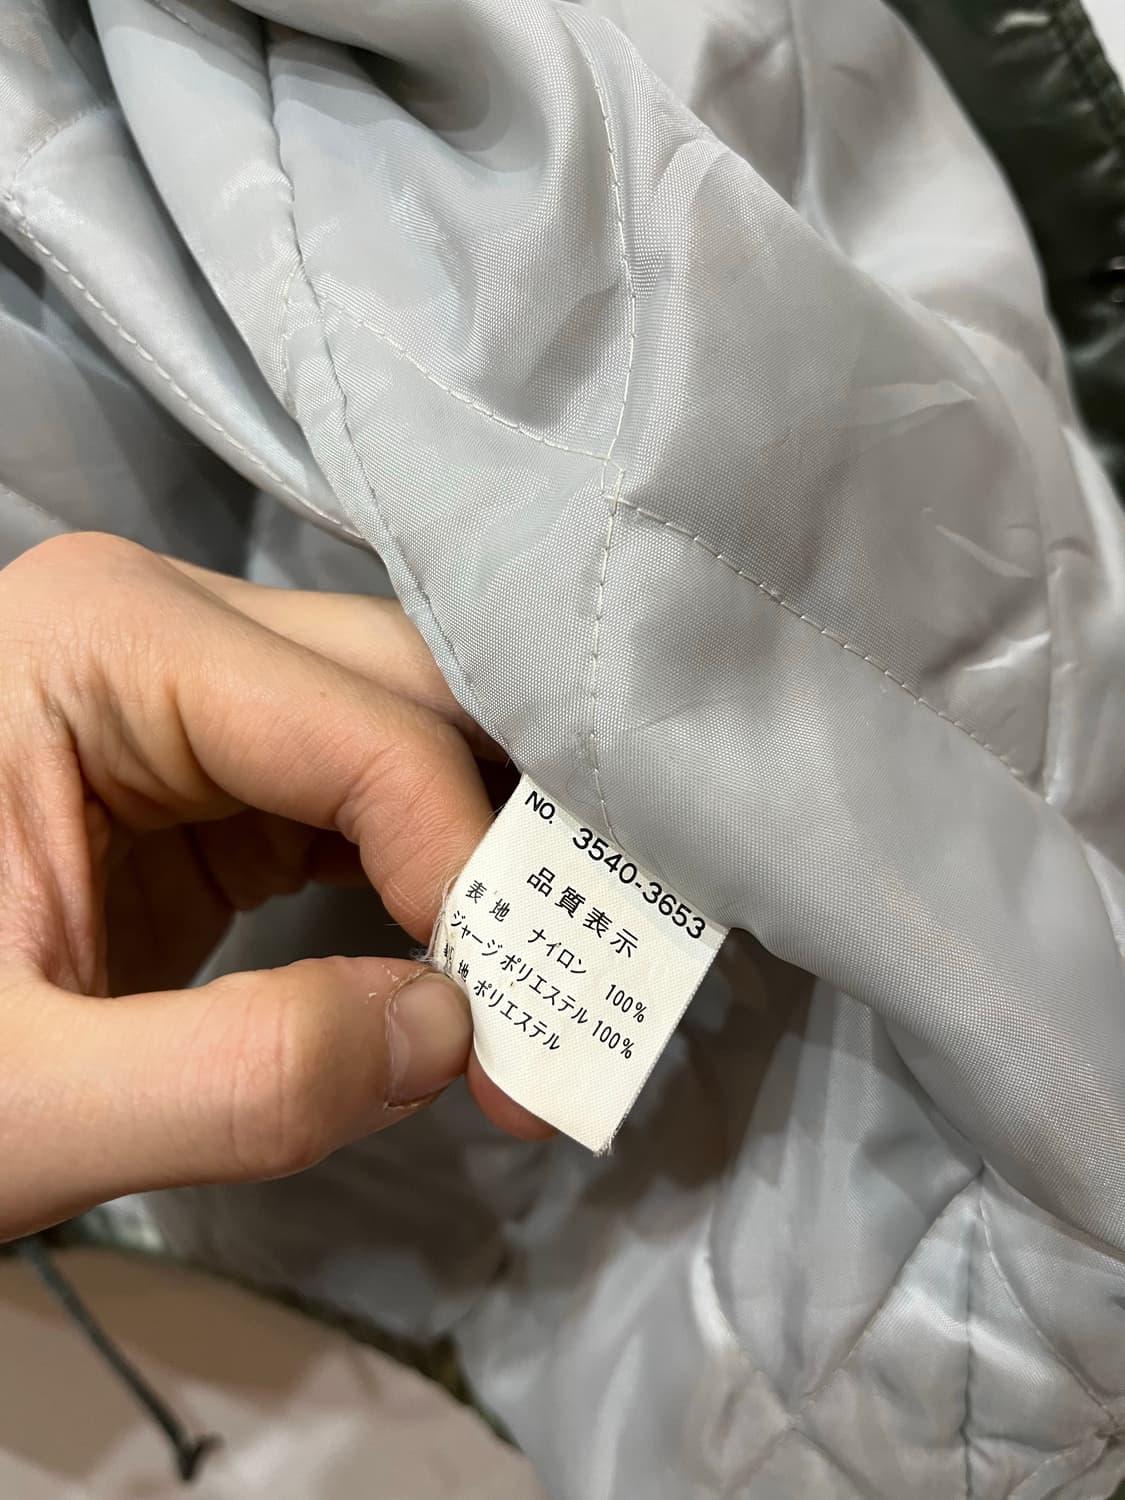 NO. 3540-3653
品質表示
表地 ナイロン 100%
ジャージ ポリエステル 100%
地 ポリエステル